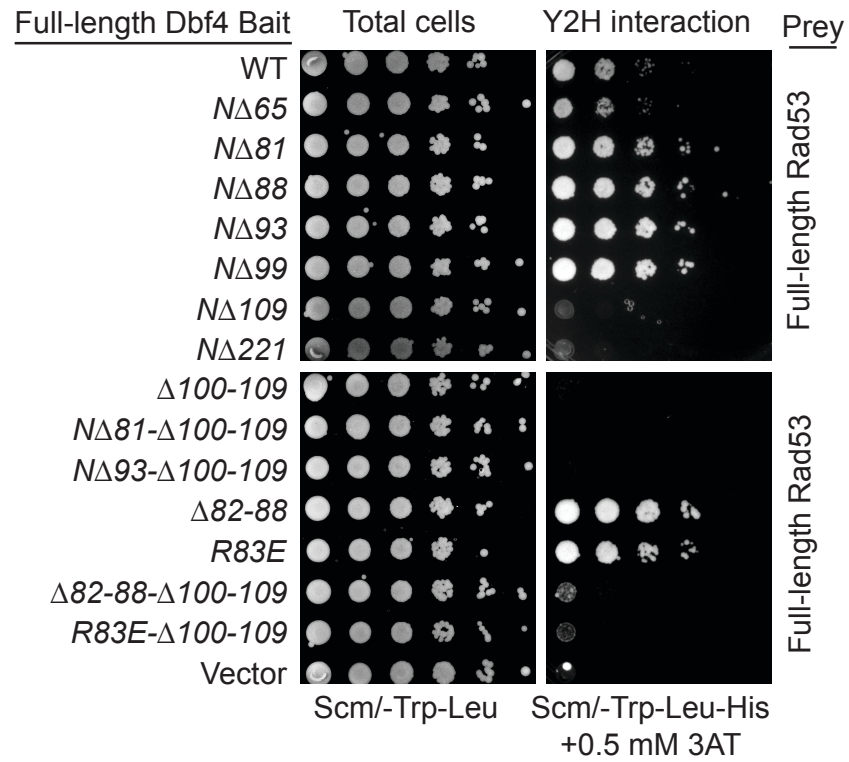 Full-length Dbf4 Bait Total cells Y2H interaction Prey
WT
NΔ65
NΔ81
NΔ88
NΔ93
NΔ99
NΔ109
NΔ221
Full-length Rad53
Δ100-109
NΔ81-Δ100-109
NΔ93-Δ100-109
Δ82-88
R83E
Δ82-88-Δ100-109
R83E-Δ100-109
Vector
Full-length Rad53
Scm/-Trp-Leu Scm/-Trp-Leu-His
+0.5 mM 3AT